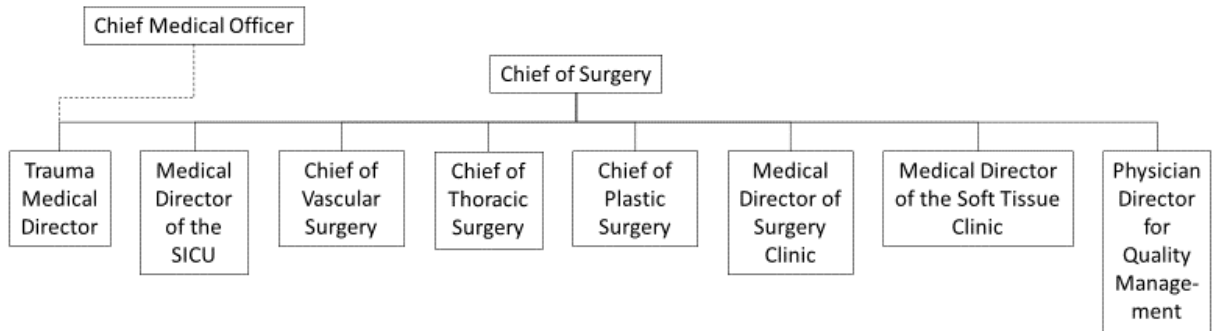 Chief Medical Officer
Chief of Surgery
Trauma
Medical
Director
Medical
Director
of the
SICU
Chief of
Vascular
Surgery
Chief of
Thoracic
Surgery
Chief of
Plastic
Surgery
Medical
Director of
Surgery
Clinic
Medical Director
of the Soft Tissue
Clinic
Physician
Director
for
Quality
Manage-
ment